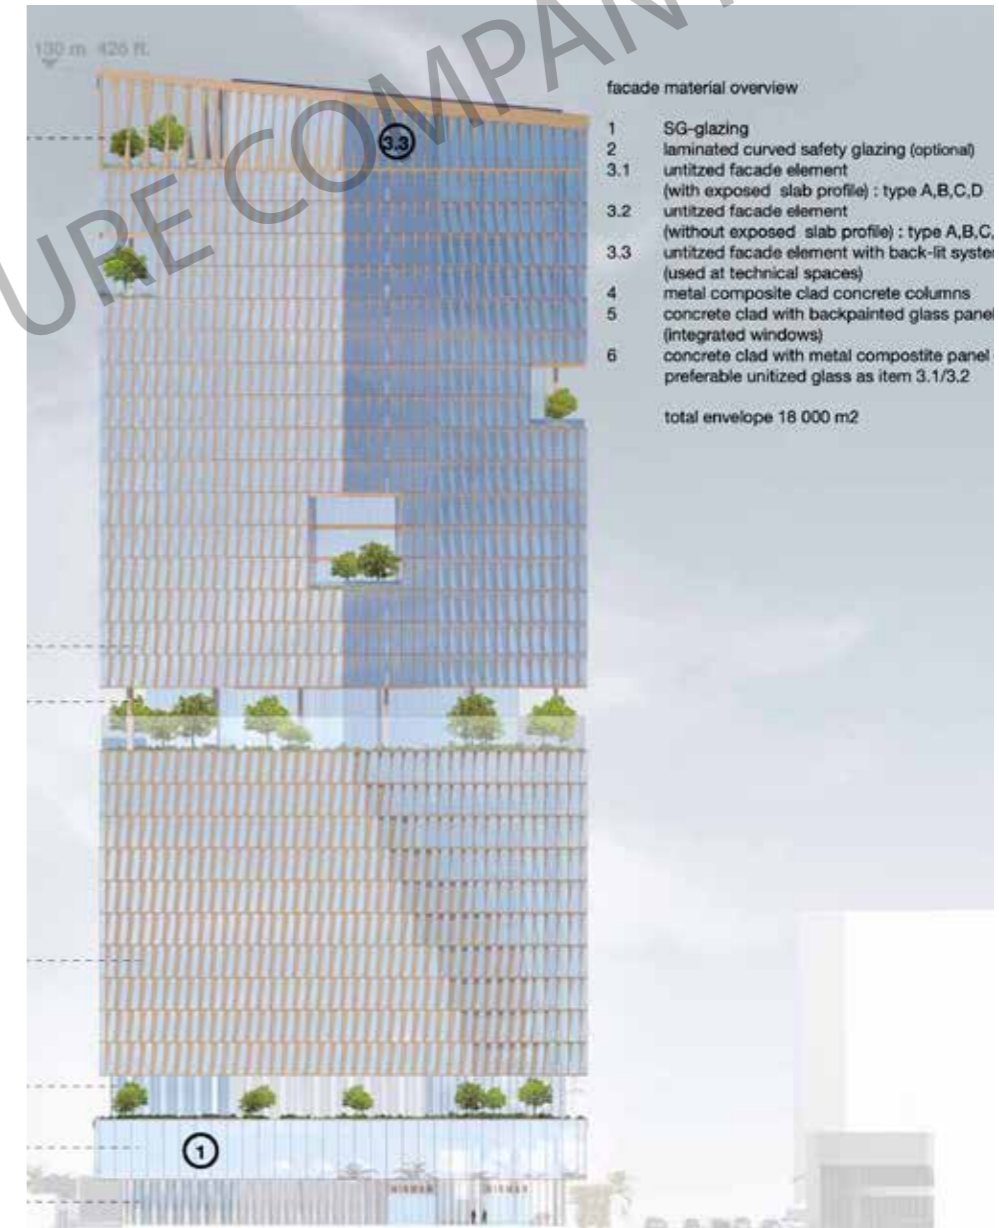 URE COMPAN
130 m 426 ft.
facade material overview
1 SG-glazing
2 laminated curved safety glazing (optional)
3.1 untitzed facade element
(with exposed slab profile) : type A,B,C,D
3.2 untitzed facade element
(without exposed slab profile) : type A,B,C,
3.3 untitzed facade element with back-lit system
(used at technical spaces)
4 metal composite clad concrete columns
5 concrete clad with backpainted glass panel
(integrated windows)
6 concrete clad with metal compostite panel
preferable unitized glass as item 3.1/3.2
total envelope 18 000 m2
3.3
1